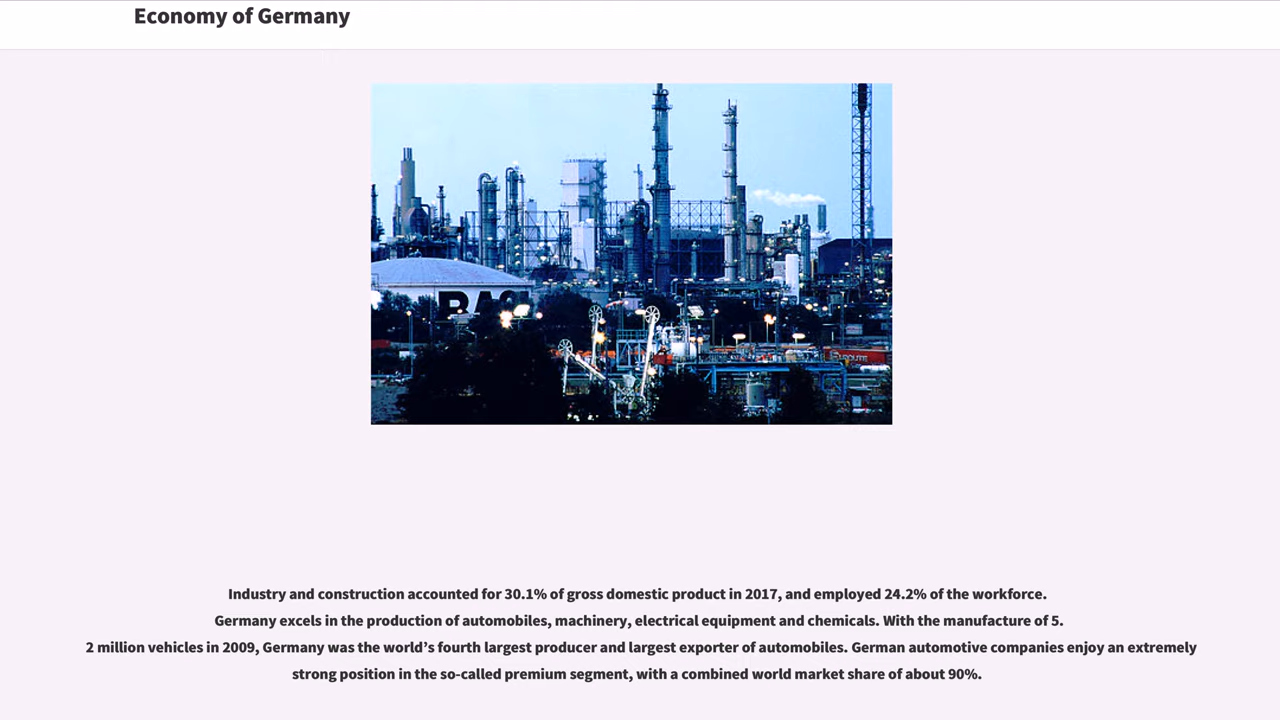 Economy of Germany
BASF
Industry and construction accounted for 30.1% of gross domestic product in 2017, and employed 24.2% of the workforce.
Germany excels in the production of automobiles, machinery, electrical equipment and chemicals. With the manufacture of 5.
2 million vehicles in 2009, Germany was the world’s fourth largest producer and largest exporter of automobiles. German automotive companies enjoy an extremely
strong position in the so-called premium segment, with a combined world market share of about 90%.